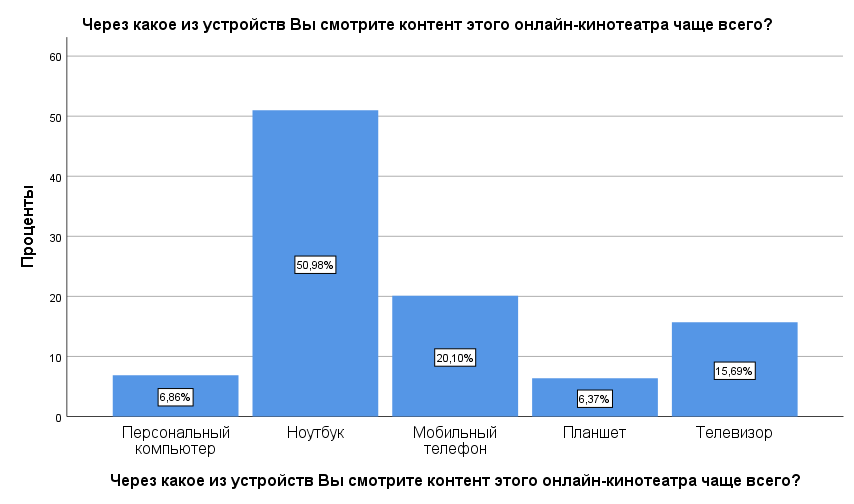 Через какое из устройств Вы смотрите контент этого онлайн-кинотеатра чаще всего?
Проценты
60
50
40
30
20
10
0
6,86%
50,98%
20,10%
6,37%
15,69%
Персональный
компьютер
Ноутбук
Мобильный
телефон
Планшет
Телевизор
Через какое из устройств Вы смотрите контент этого онлайн-кинотеатра чаще всего?